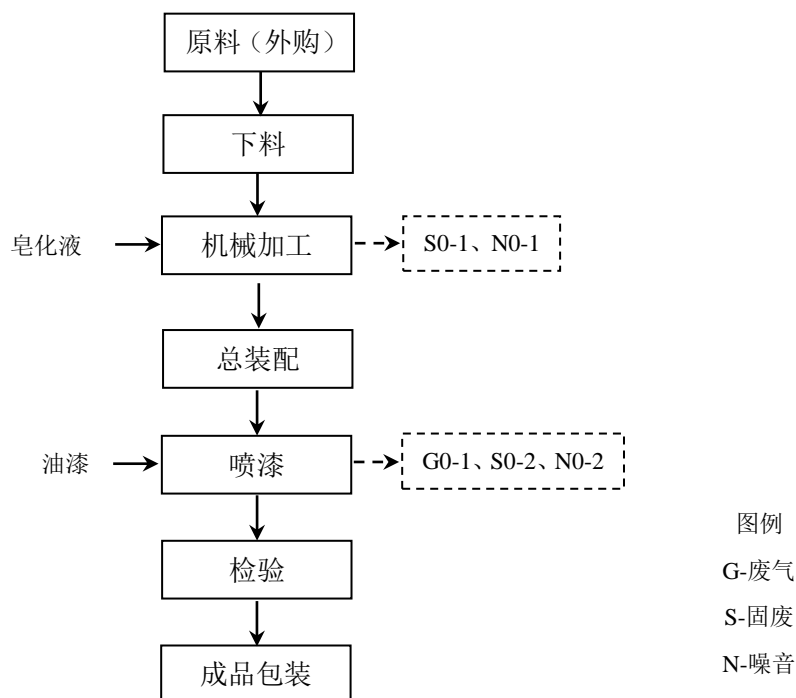 原料（外购）
下料
皂化液
机械加工
S0-1、N0-1
总装配
油漆
喷漆
G0-1、S0-2、N0-2
检验
成品包装
图例
G-废气
S-固废
N-噪音